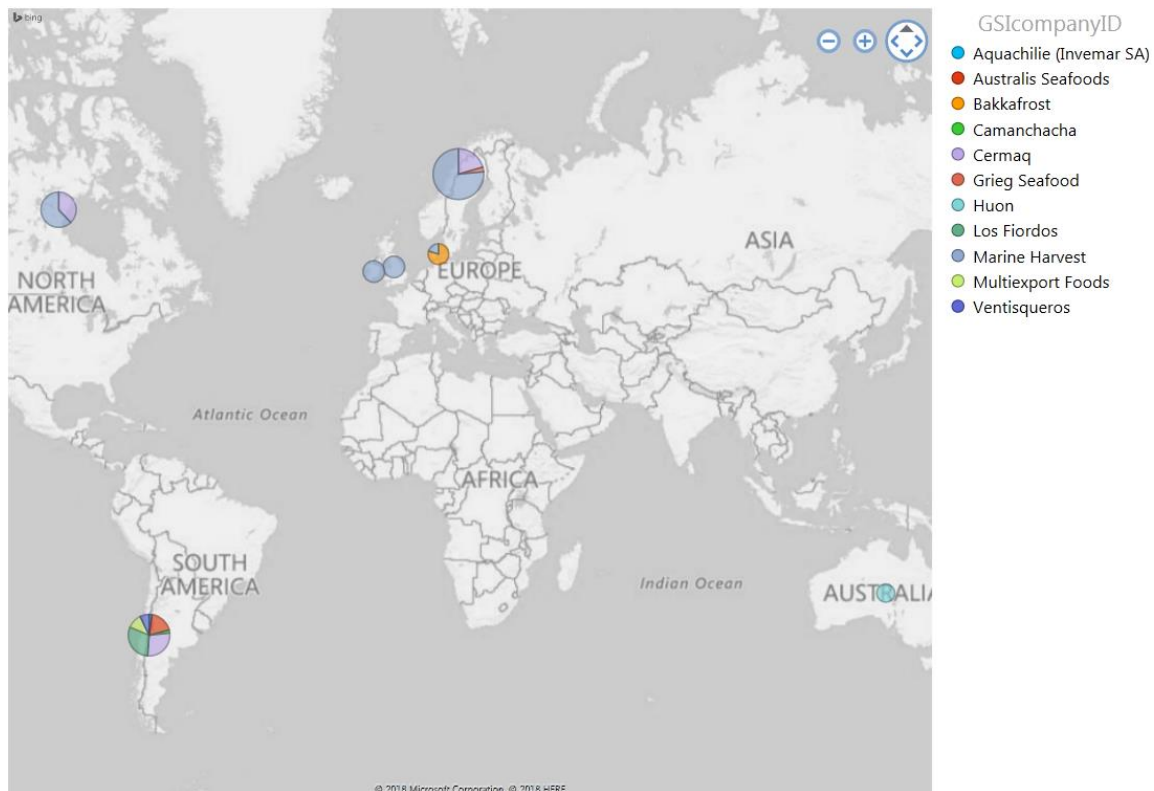 bing
GSIcompanyID
Aquachilie (Invemar SA)
Australis Seafoods
Bakkafrost
Camanchacha
Cermaq
Grieg Seafood
Huon
Los Fiordos
Marine Harvest
Multiexport Foods
Ventisqueros
ASIA
EUROPE
NORTH
AMERICA
Atlantic Ocean
AFRICA
SOUTH
AMERICA
Indian Ocean
AUSTRALIA
© 2018 Microsoft Corporation, © 2018 HERE